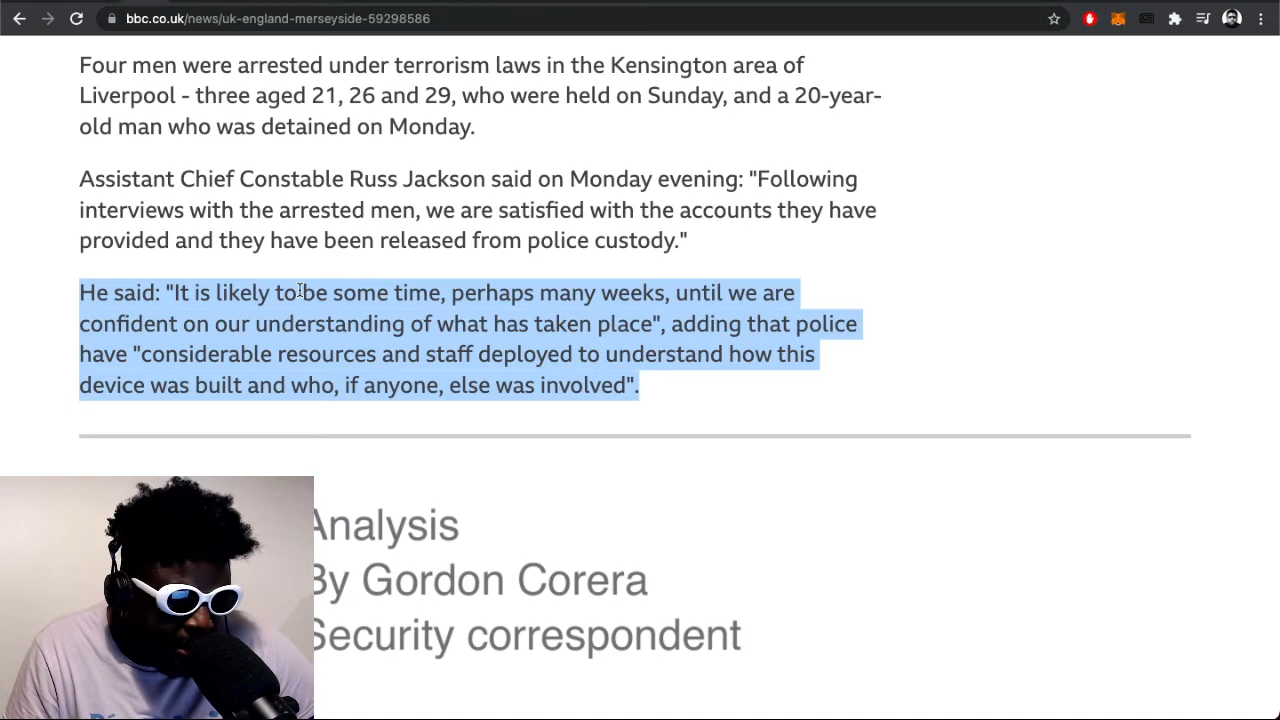 bbc.co.uk/news/uk-england-merseyside-59298586
Four men were arrested under terrorism laws in the Kensington area of
Liverpool - three aged 21, 26 and 29, who were held on Sunday, and a 20-year-
old man who was detained on Monday.
Assistant Chief Constable Russ Jackson said on Monday evening: "Following
interviews with the arrested men, we are satisfied with the accounts they have
provided and they have been released from police custody."
He said: "It is likely to be some time, perhaps many weeks, until we are
confident on our understanding of what has taken place", adding that police
have "considerable resources and staff deployed to understand how this
device was built and who, if anyone, else was involved".
Analysis
By Gordon Corera
Security correspondent